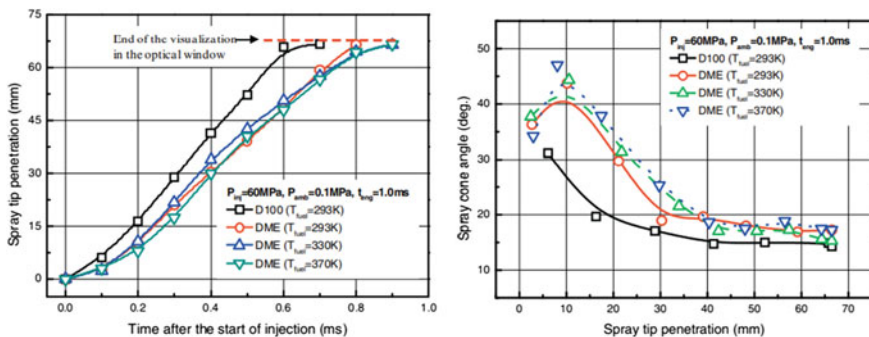 75
60
45
30
15
0
Spray tip penetration (mm)
End of the visualization
in the optical window
P_inj=60MPa, P_amb=0.1MPa, t_eng=1.0ms
D100 (T_fuel=293K)
DME (T_fuel=293K)
DME (T_fuel=330K)
DME (T_fuel=370K)
0.0 0.2 0.4 0.6 0.8 1.0
Time after the start of injection (ms)
50
40
30
20
10
Spray cone angle (deg.)
P_inj=60MPa, P_amb=0.1MPa, t_eng=1.0ms
D100 (T_fuel=293K)
DME (T_fuel=293K)
DME (T_fuel=330K)
DME (T_fuel=370K)
0 10 20 30 40 50 60 70
Spray tip penetration (mm)